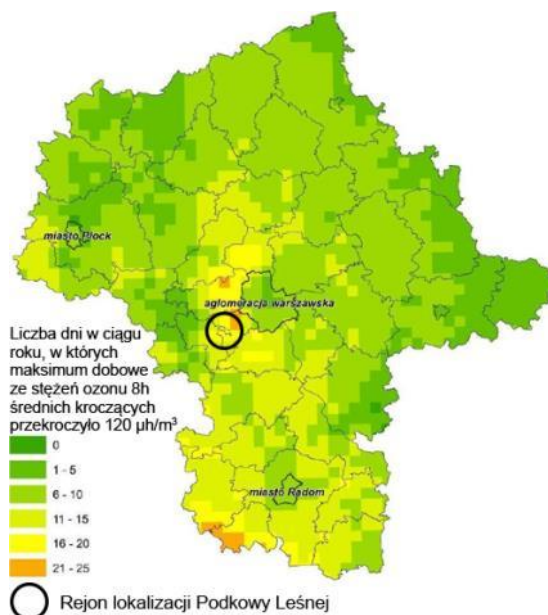 miasto Płock
aglomeracja warszawska
Liczba dni w ciągu
roku, w których
maksimum dobowe
ze stężeń ozonu 8h
średnich kroczących
przekroczyło 120 µh/m³
0
1 - 5
6 - 10
11 - 15
16 - 20
21 - 25
miasto Radom
Rejon lokalizacji Podkowy Leśnej